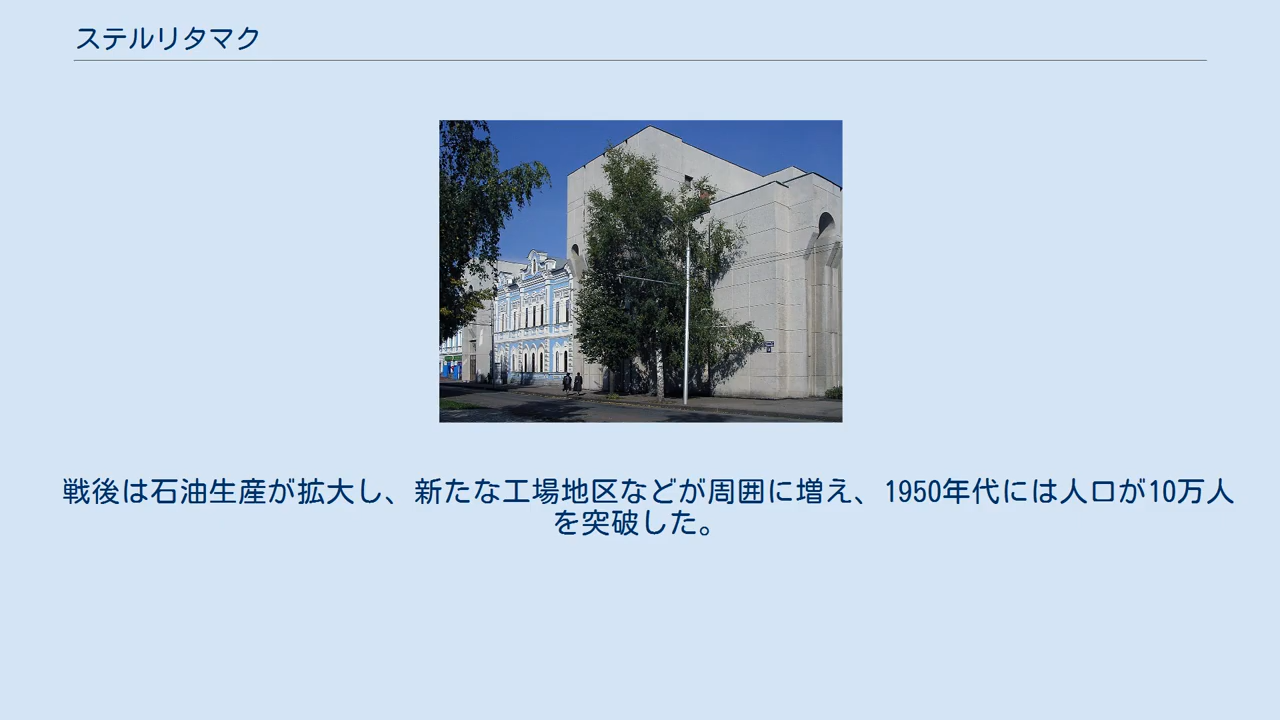 ステルリタマク
戦後は石油生産が拡大し、新たな工場地区などが周囲に増え、1950年代には人口が10万人
を突破した。